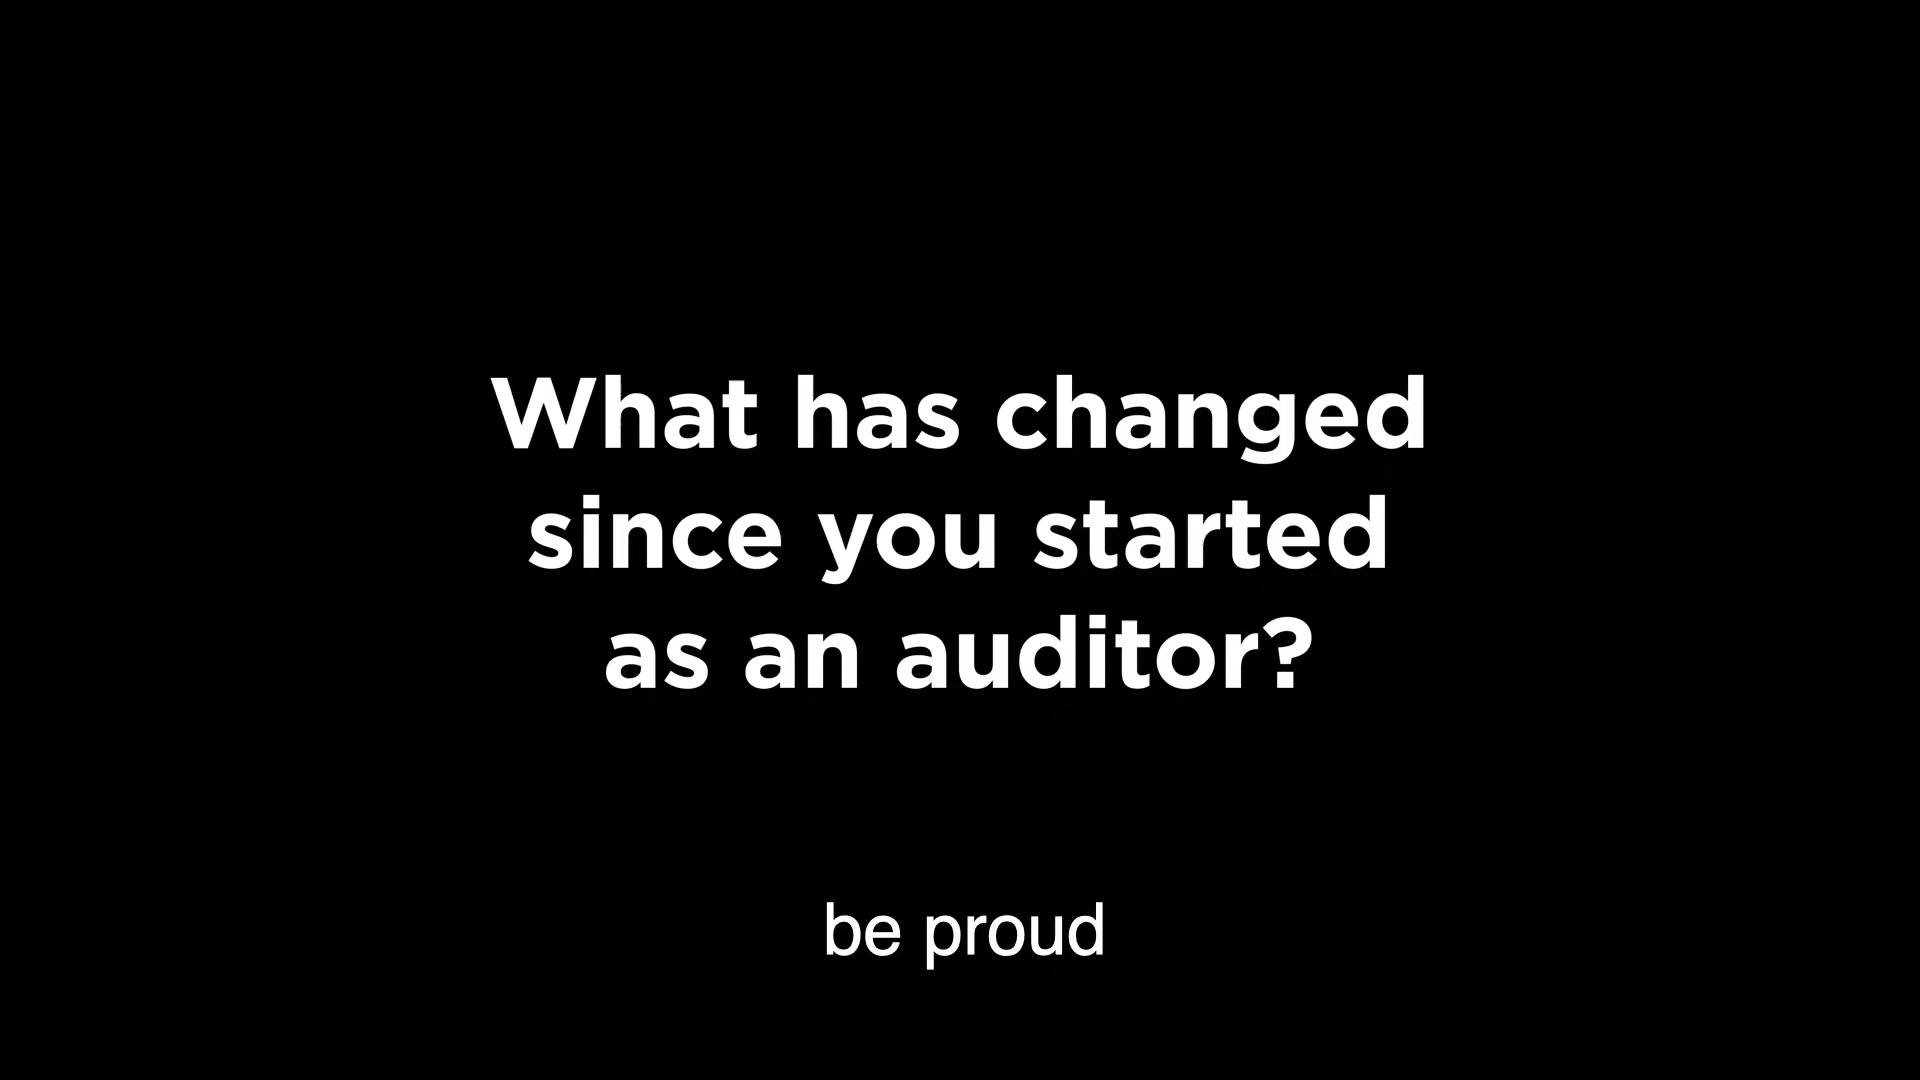 What has changed
since you started
as an auditor?
be proud